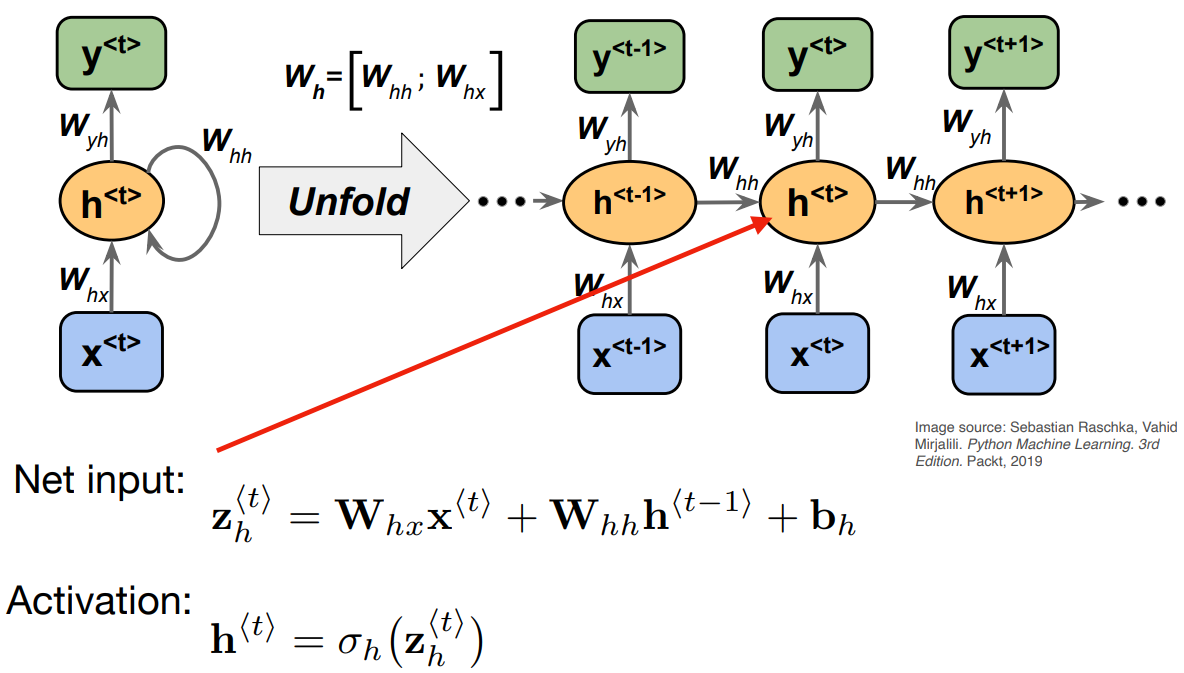 y<t>
W_yh
W_hh
h<t>
W_hx
x<t>
W_h=[W_hh ; W_hx]
Unfold
y<t-1> y<t> y<t+1>
W_yh W_yh W_yh
W_hh W_hh
h<t-1> h<t> h<t+1>
W_hx W_hx W_hx
x<t-1> x<t> x<t+1>
Image source: Sebastian Raschka, Vahid
Mirjalili. Python Machine Learning. 3rd
Edition. Packt, 2019
Net input:
z_h^⟨t⟩ = W_hx x^⟨t⟩ + W_hh h^⟨t−1⟩ + b_h
Activation:
h^⟨t⟩ = σ_h(z_h^⟨t⟩)